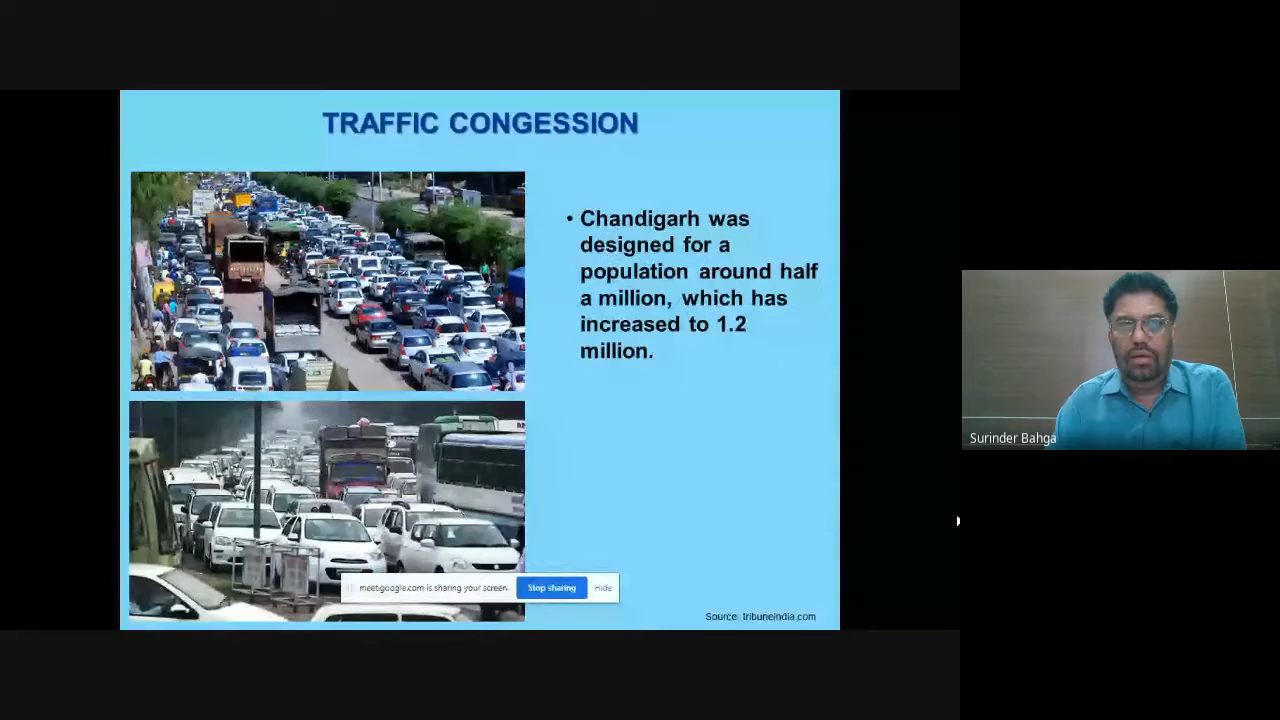 TRAFFIC CONGESSION
• Chandigarh was
designed for a
population around half
a million, which has
increased to 1.2
million.
Surinder Bahga
meet.google.com is sharing your screen.
Stop sharing
Hide
Source: tribuneindia.com